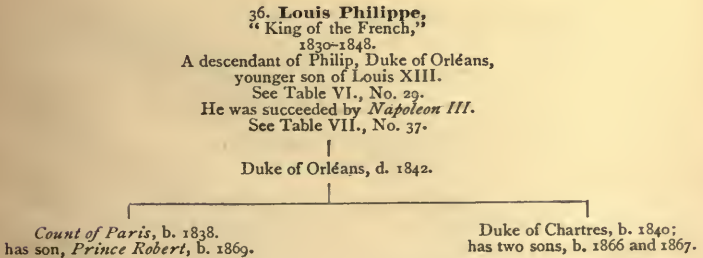 36. Louis Philippe,
“King of the French,”
1830-1848.
A descendant of Philip, Duke of Orléans,
younger son of Louis XIII.
See Table VI., No. 29.
He was succeeded by Napoleon III.
See Table VII., No. 37.
Duke of Orléans, d. 1842.
Count of Paris, b. 1838.
has son, Prince Robert, b. 1869.
Duke of Chartres, b. 1840;
has two sons, b. 1866 and 1867.